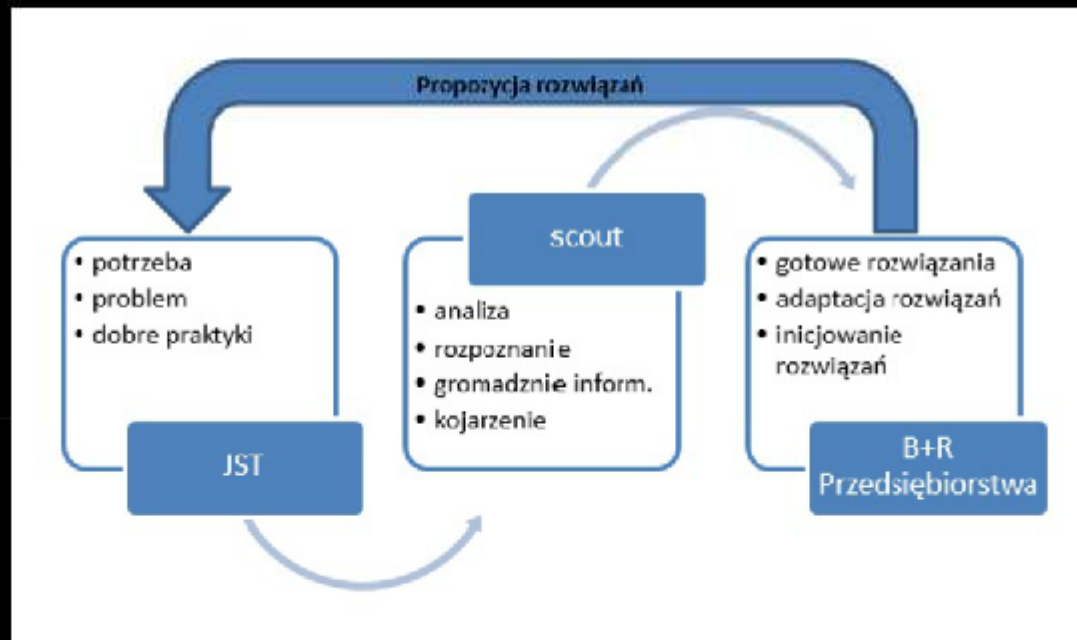 Propozycja rozwiązań
• potrzeba
• problem
• dobre praktyki
JST
scout
• analiza
• rozpoznanie
• gromadznie inform.
• kojarzenie
• gotowe rozwiązania
• adaptacja rozwiązań
• inicjowanie
rozwiązań
B+R
Przedsiębiorstwa